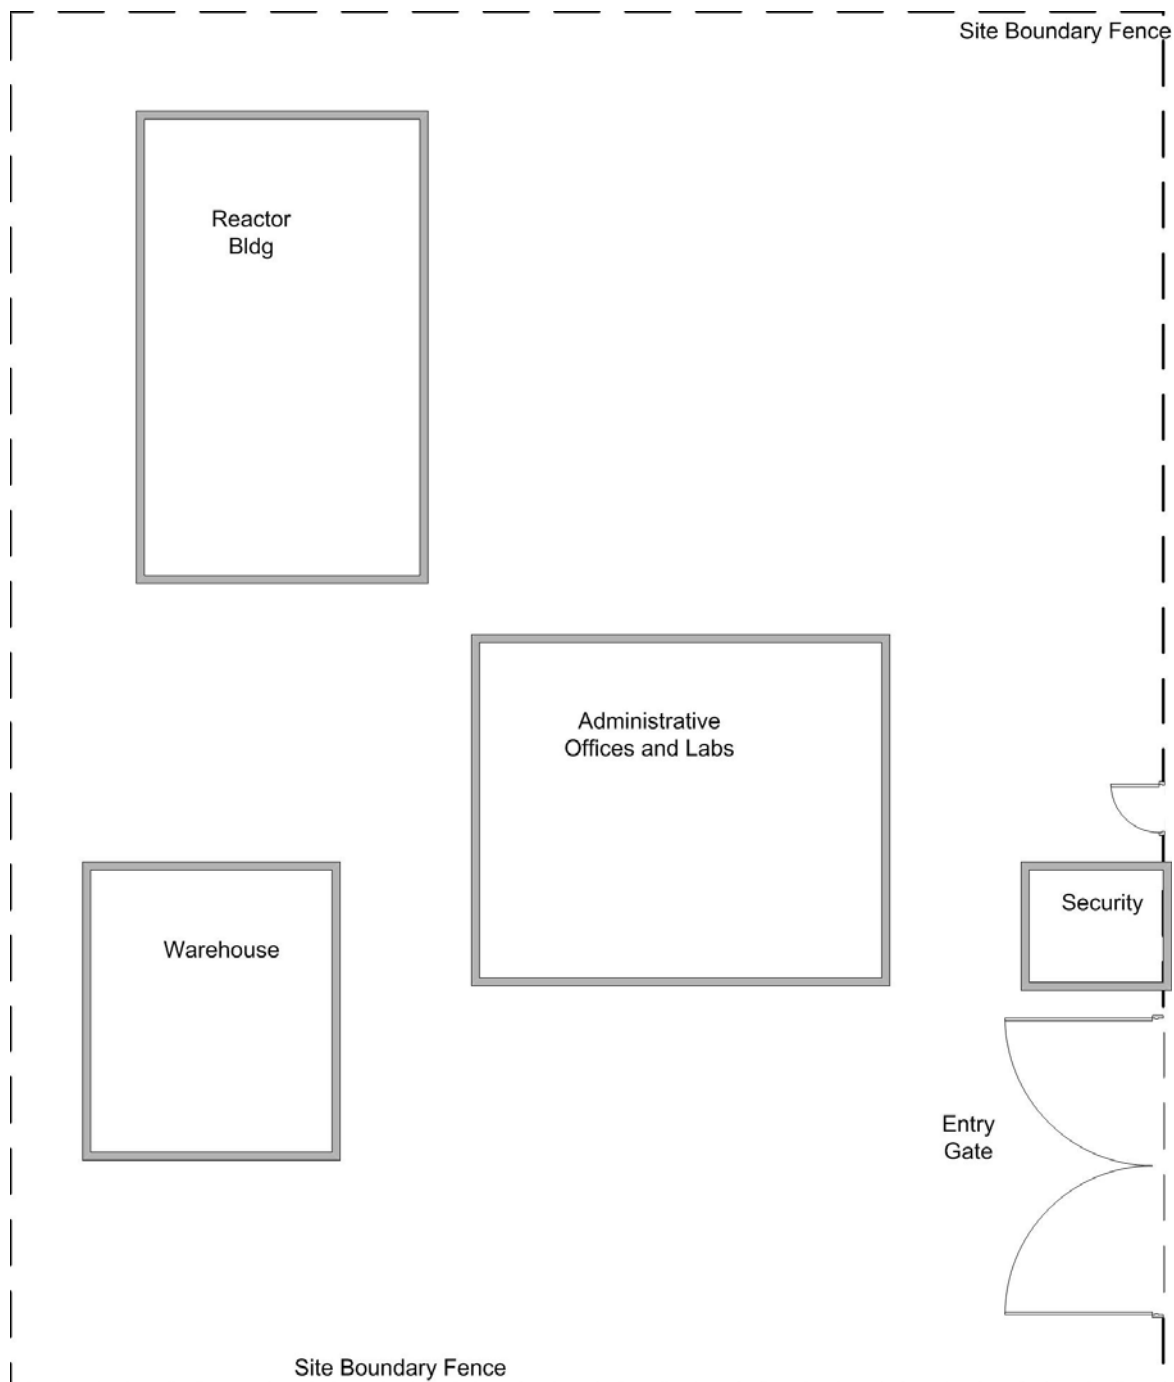 Site Boundary Fence
Reactor
Bldg
Administrative
Offices and Labs
Security
Warehouse
Entry
Gate
Site Boundary Fence